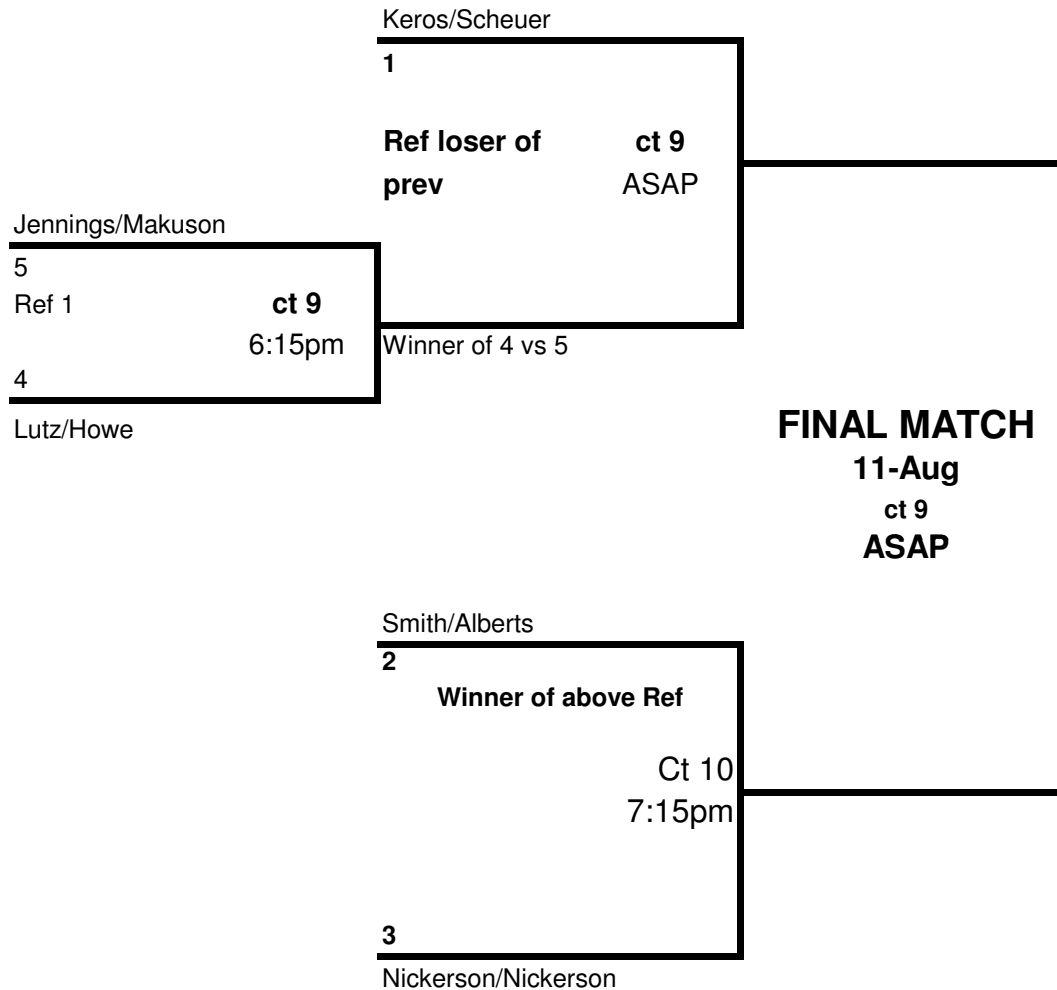 Keros/Scheuer
1
Ref loser of prev
ct 9
ASAP
Jennings/Makuson
5
Ref 1
ct 9
6:15pm
4
Lutz/Howe
Winner of 4 vs 5
FINAL MATCH
11-Aug
ct 9
ASAP
Smith/Alberts
2
Winner of above Ref
Ct 10
7:15pm
3
Nickerson/Nickerson